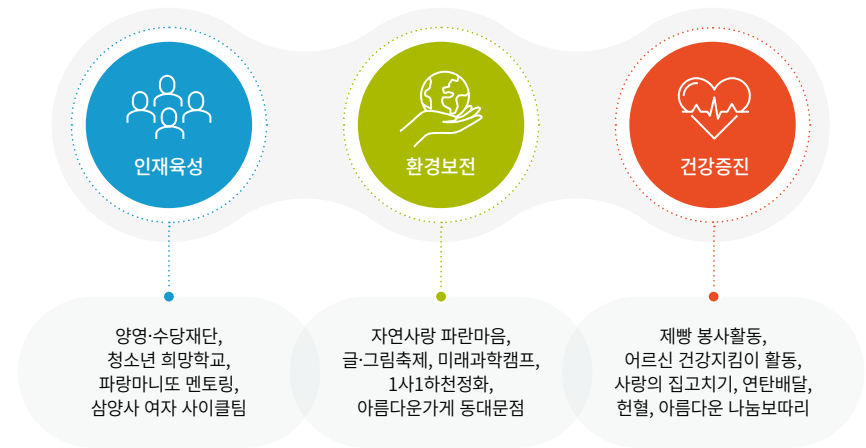 인재육성
환경보전
건강증진
양영·수당재단,
청소년 희망학교,
파랑마니또 멘토링,
삼양사 여자 사이클팀
자연사랑 파란마음,
글·그림축제, 미래과학캠프,
1사1하천정화,
아름다운가게 동대문점
제빵 봉사활동,
어르신 건강지킴이 활동,
사랑의 집고치기, 연탄배달,
헌혈, 아름다운 나눔보따리